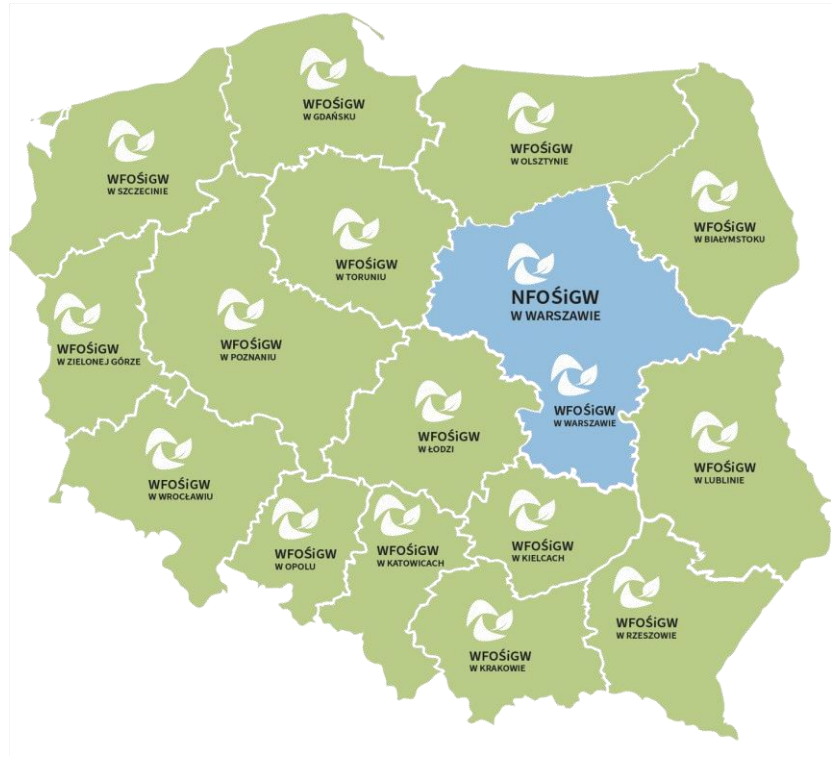 WFOŚiGW
W GDAŃSKU
WFOŚiGW
W OLSZTYNIE
WFOŚiGW
W SZCZECINIE
WFOŚiGW
W BIAŁYMSTOKU
WFOŚiGW
W TORUNIU
NFOŚiGW
W WARSZAWIE
WFOŚiGW
W ZIELONEJ GÓRZE
WFOŚiGW
W POZNANIU
WFOŚiGW
W WARSZAWIE
WFOŚiGW
W ŁODZI
WFOŚiGW
W WROCŁAWIU
WFOŚiGW
W LUBLINIE
WFOŚiGW
W OPOLU
WFOŚiGW
W KATOWICACH
WFOŚiGW
W KIELCACH
WFOŚiGW
W RZESZOWIE
WFOŚiGW
W KRAKOWIE